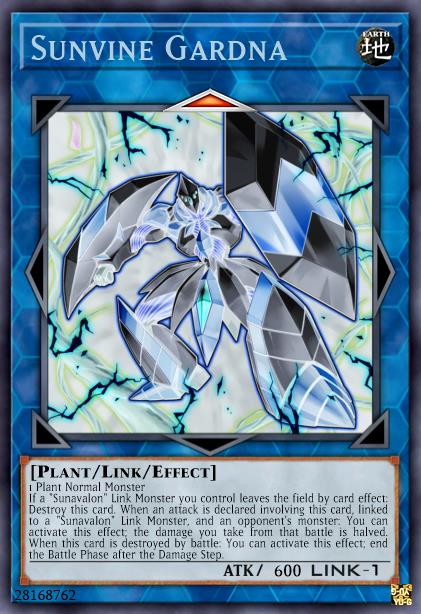 Sunvine Gardna
EARTH
地
[Plant/Link/Effect]
1 Plant Normal Monster
If a "Sunavalon" Link Monster you control leaves the field by card effect:
Destroy this card. When an attack is declared involving this card, linked
to a "Sunavalon" Link Monster, and an opponent's monster: You can
activate this effect; the damage you take from that battle is halved.
When this card is destroyed by battle: You can activate this effect; end
the Battle Phase after the Damage Step.
ATK/ 600 LINK-1
28168762